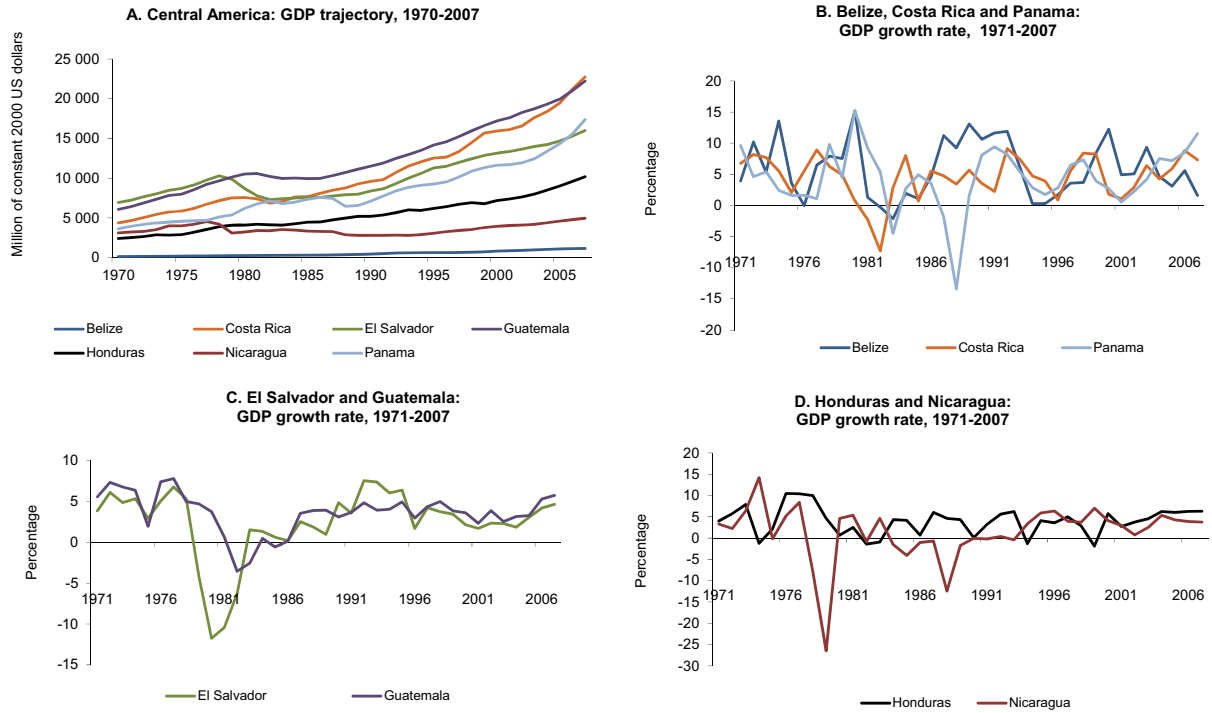 A. Central America: GDP trajectory, 1970-2007
Million of constant 2000 US dollars
25 000
20 000
15 000
10 000
5 000
0
1970 1975 1980 1985 1990 1995 2000 2005
Belize Costa Rica El Salvador Guatemala
Honduras Nicaragua Panama
B. Belize, Costa Rica and Panama:
GDP growth rate, 1971-2007
Percentage
20
15
10
5
0
-5
-10
-15
-20
1971 1976 1981 1986 1991 1996 2001 2006
Belize Costa Rica Panama
C. El Salvador and Guatemala:
GDP growth rate, 1971-2007
Percentage
10
5
0
-5
-10
-15
1971 1976 1981 1986 1991 1996 2001 2006
El Salvador Guatemala
D. Honduras and Nicaragua:
GDP growth rate, 1971-2007
Percentage
20
15
10
5
0
-5
-10
-15
-20
-25
-30
1971 1976 1981 1986 1991 1996 2001 2006
Honduras Nicaragua